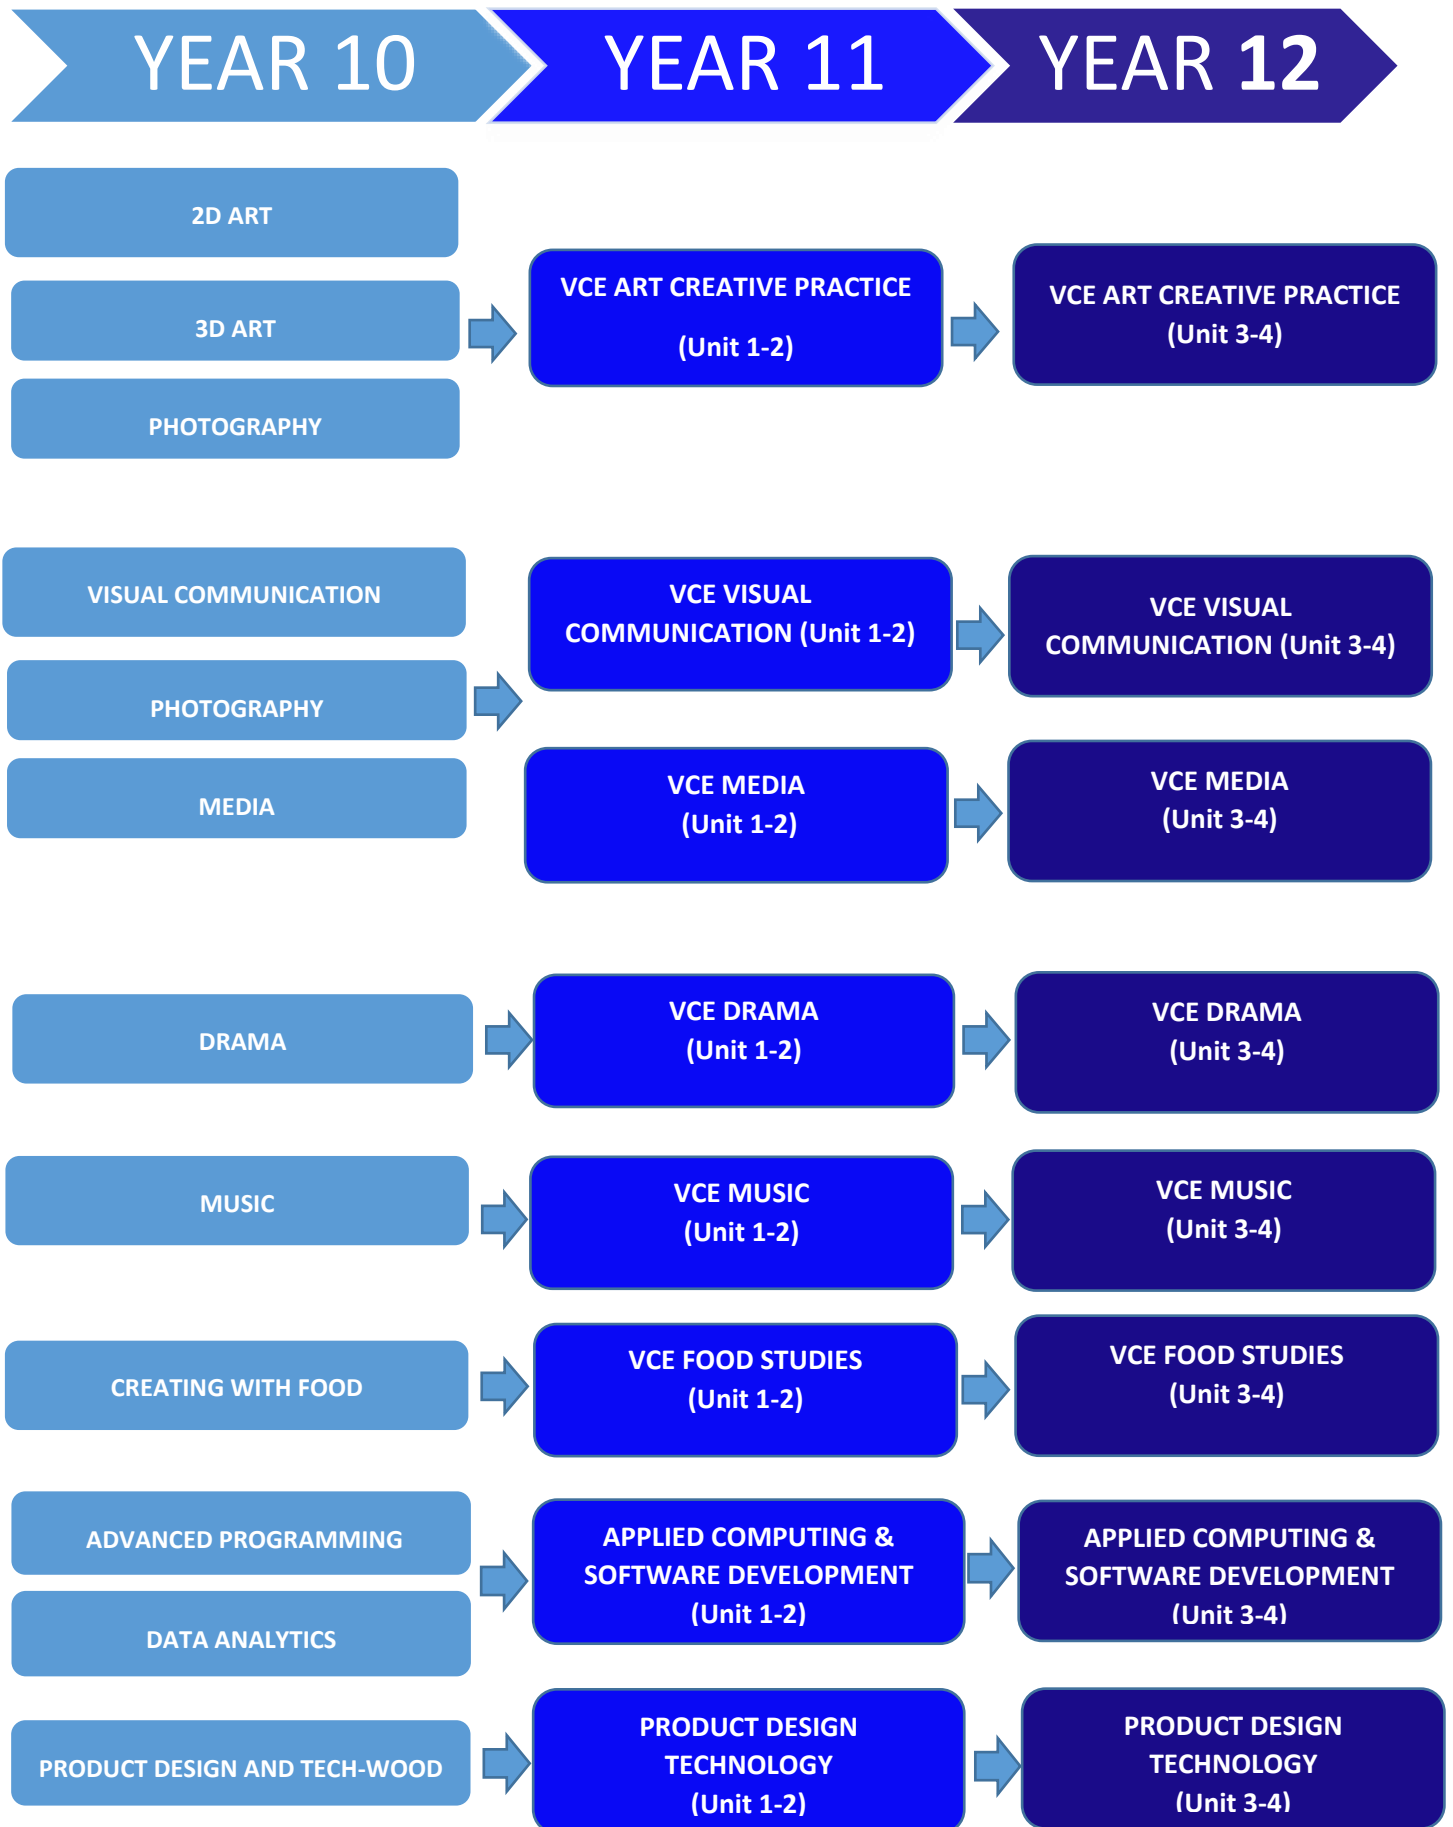 YEAR 10
YEAR 11
YEAR 12
2D ART
3D ART
PHOTOGRAPHY
VCE ART CREATIVE PRACTICE
(Unit 1-2)
VCE ART CREATIVE PRACTICE
(Unit 3-4)
VISUAL COMMUNICATION
PHOTOGRAPHY
MEDIA
VCE VISUAL
COMMUNICATION (Unit 1-2)
VCE VISUAL
COMMUNICATION (Unit 3-4)
VCE MEDIA
(Unit 1-2)
VCE MEDIA
(Unit 3-4)
DRAMA
VCE DRAMA
(Unit 1-2)
VCE DRAMA
(Unit 3-4)
MUSIC
VCE MUSIC
(Unit 1-2)
VCE MUSIC
(Unit 3-4)
CREATING WITH FOOD
VCE FOOD STUDIES
(Unit 1-2)
VCE FOOD STUDIES
(Unit 3-4)
ADVANCED PROGRAMMING
DATA ANALYTICS
APPLIED COMPUTING &
SOFTWARE DEVELOPMENT
(Unit 1-2)
APPLIED COMPUTING &
SOFTWARE DEVELOPMENT
(Unit 3-4)
PRODUCT DESIGN AND TECH-WOOD
PRODUCT DESIGN
TECHNOLOGY
(Unit 1-2)
PRODUCT DESIGN
TECHNOLOGY
(Unit 3-4)